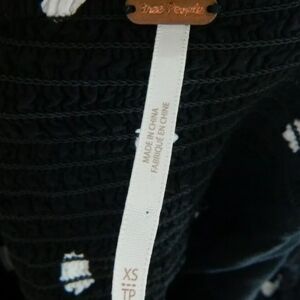 Free People
MADE IN CHINA
FABRIQUÉ EN CHINE
XS
TP